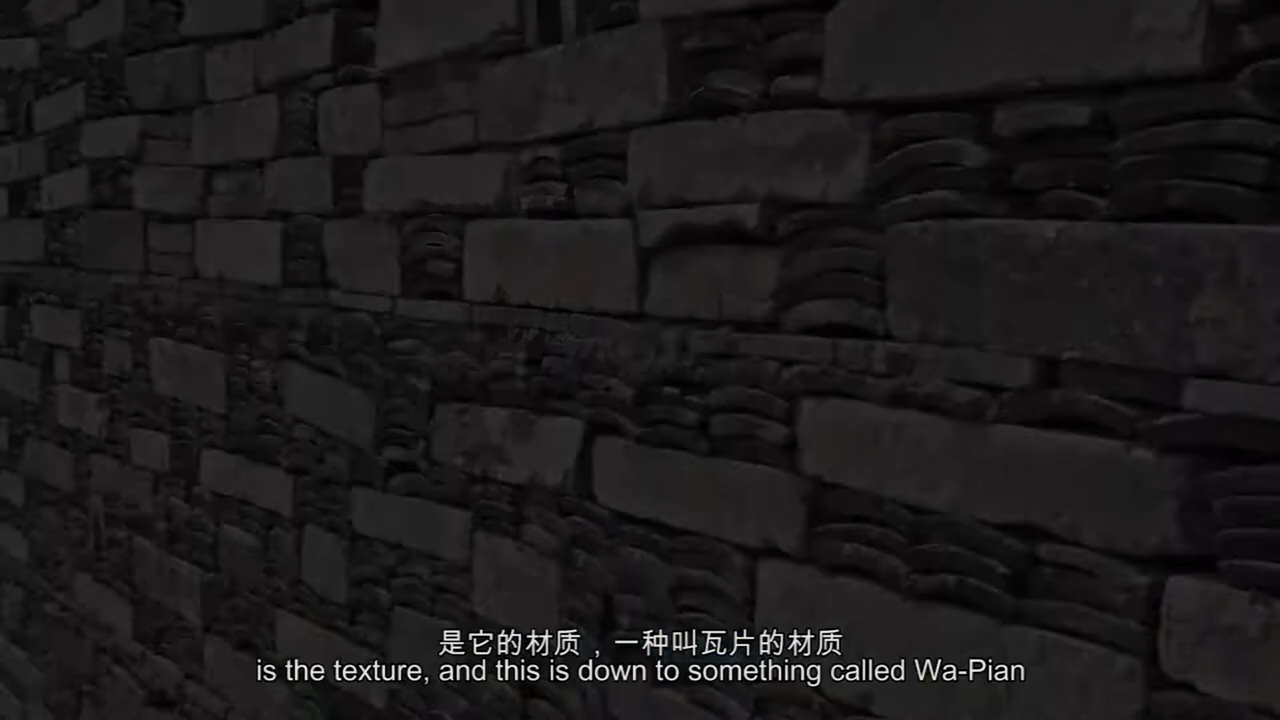 是它的材质，一种叫瓦片的材质
is the texture, and this is down to something called Wa-Pian